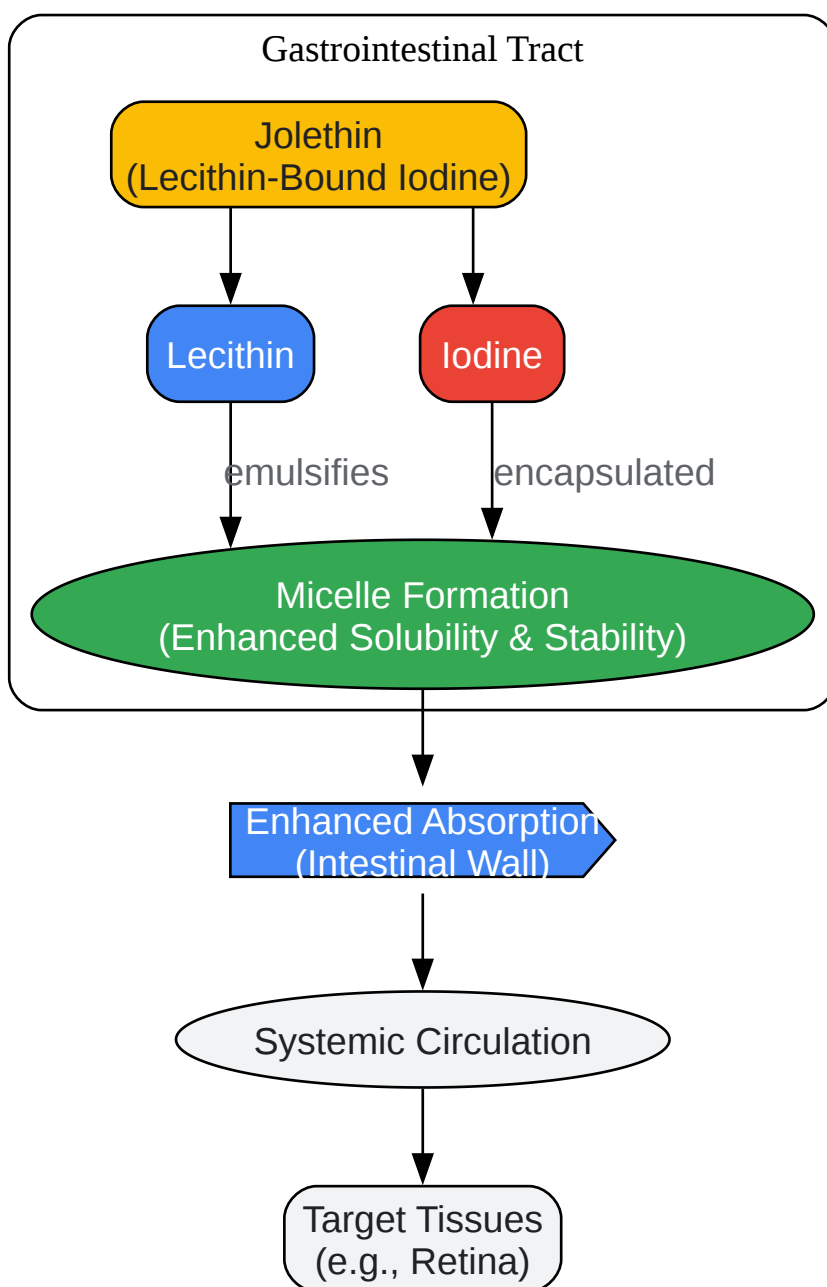 Gastrointestinal Tract
Jolethin
(Lecithin-Bound Iodine)
Lecithin
Iodine
emulsifies
encapsulated
Micelle Formation
(Enhanced Solubility & Stability)
Enhanced Absorption
(Intestinal Wall)
Systemic Circulation
Target Tissues
(e.g., Retina)